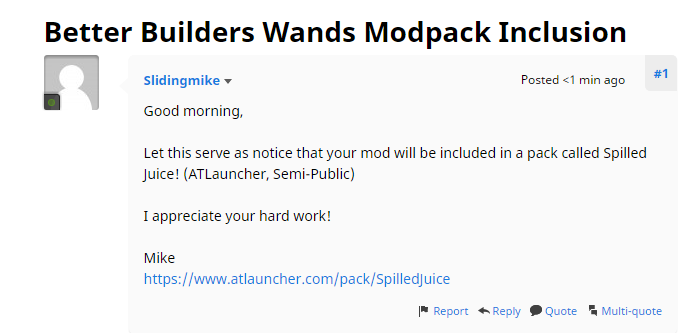 Better Builders Wands Modpack Inclusion
Slidingmike
Posted <1 min ago
#1
Good morning,
Let this serve as notice that your mod will be included in a pack called Spilled
Juice! (ATLauncher, Semi-Public)
I appreciate your hard work!
Mike
https://www.atlauncher.com/pack/SpilledJuice
Report Reply Quote Multi-quote